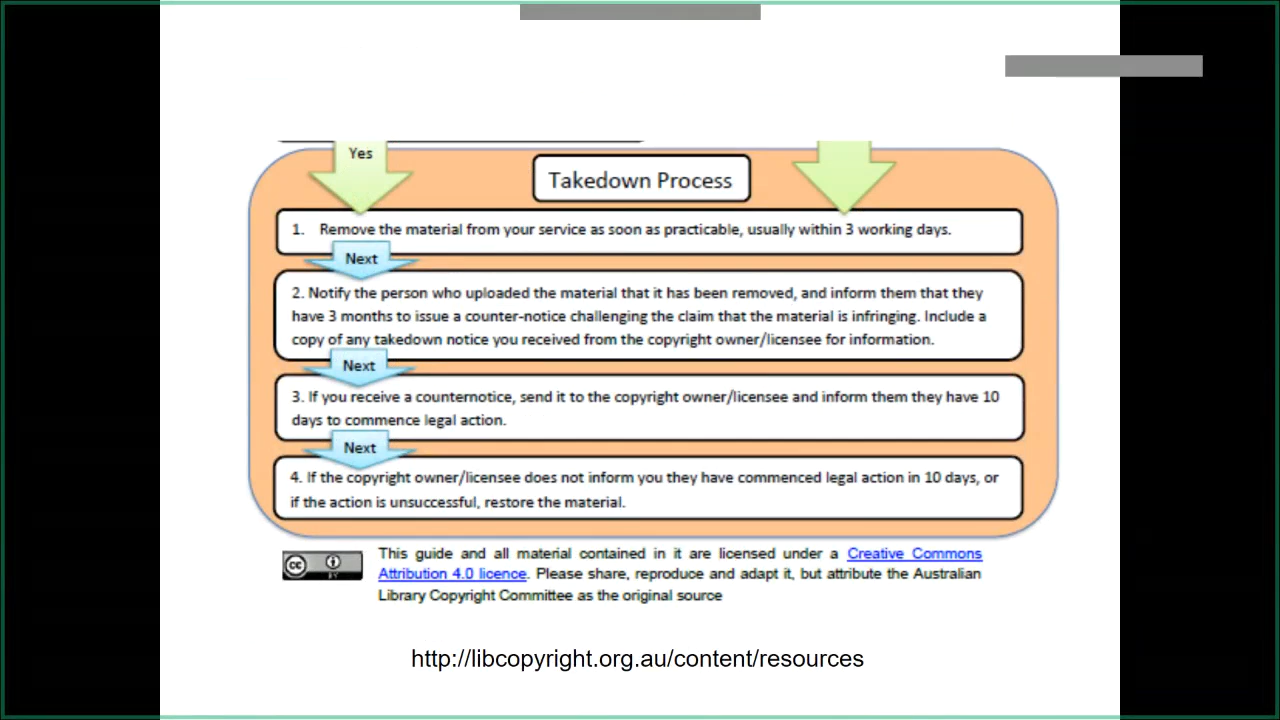 Yes
Takedown Process
1. Remove the material from your service as soon as practicable, usually within 3 working days.
Next
2. Notify the person who uploaded the material that it has been removed, and inform them that they
have 3 months to issue a counter-notice challenging the claim that the material is infringing. Include a
copy of any takedown notice you received from the copyright owner/licensee for information.
Next
3. If you receive a counternotice, send it to the copyright owner/licensee and inform them they have 10
days to commence legal action.
Next
4. If the copyright owner/licensee does not inform you they have commenced legal action in 10 days, or
if the action is unsuccessful, restore the material.
cc
BY
This guide and all material contained in it are licensed under a Creative Commons
Attribution 4.0 licence. Please share, reproduce and adapt it, but attribute the Australian
Library Copyright Committee as the original source
http://libcopyright.org.au/content/resources